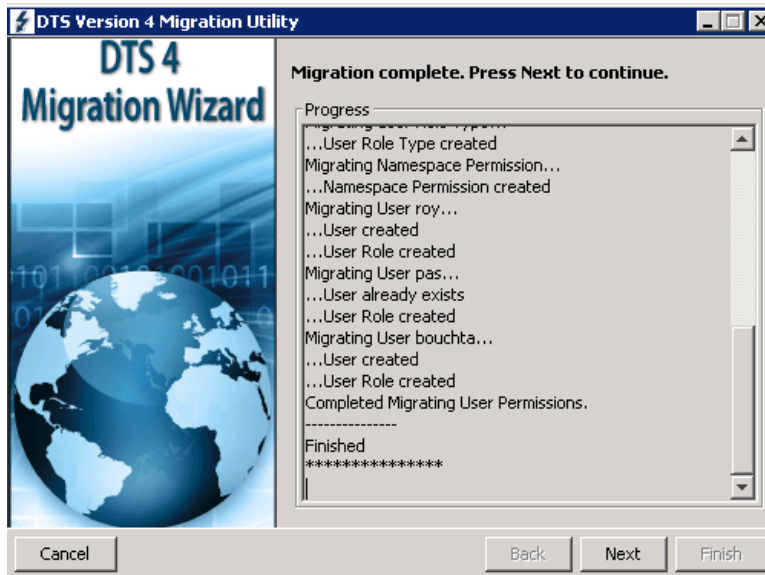 DTS Version 4 Migration Utility
DTS 4
Migration Wizard
Migration complete. Press Next to continue.
Progress
...User Role Type created
Migrating Namespace Permission...
...Namespace Permission created
Migrating User roy...
...User created
...User Role created
Migrating User pas...
...User already exists
...User Role created
Migrating User bouchta...
...User created
...User Role created
Completed Migrating User Permissions.
---------------
Finished
***************
Cancel
Back
Next
Finish